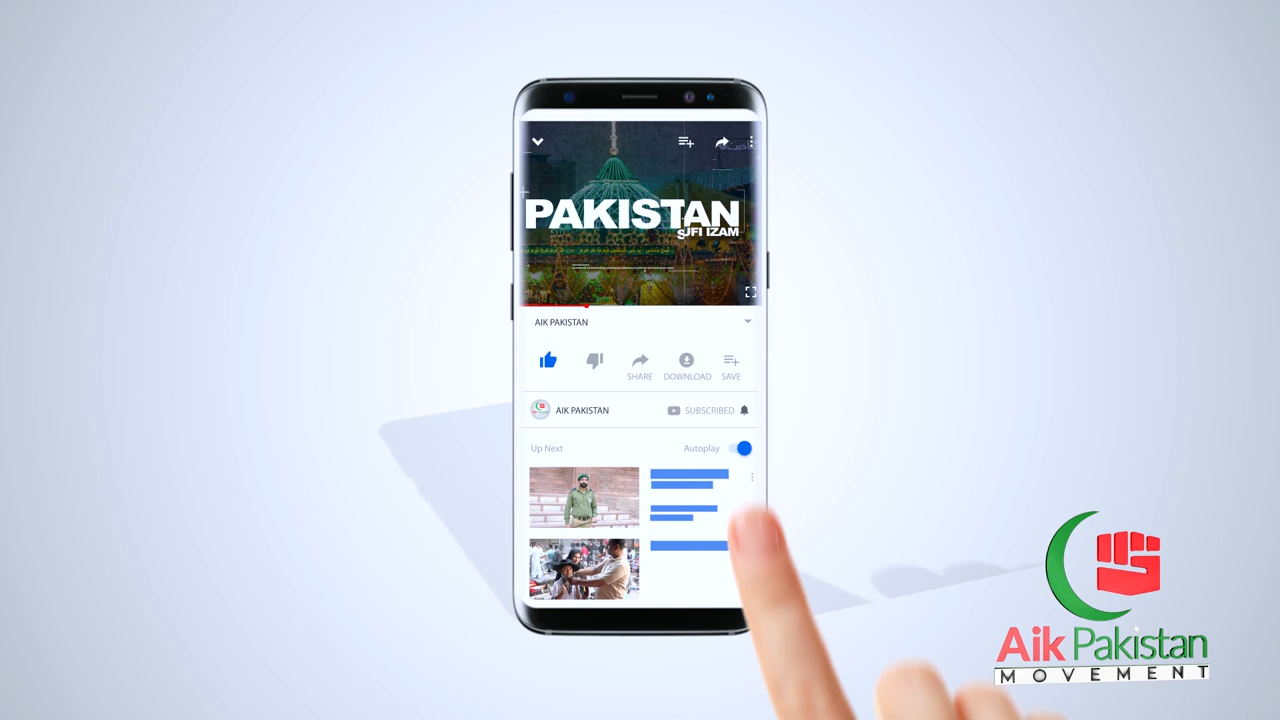 PAKISTAN
SUFI IZAM
AIK PAKISTAN
SHARE DOWNLOAD SAVE
AIK PAKISTAN SUBSCRIBED
Up Next Autoplay
Aik Pakistan
MOVEMENT